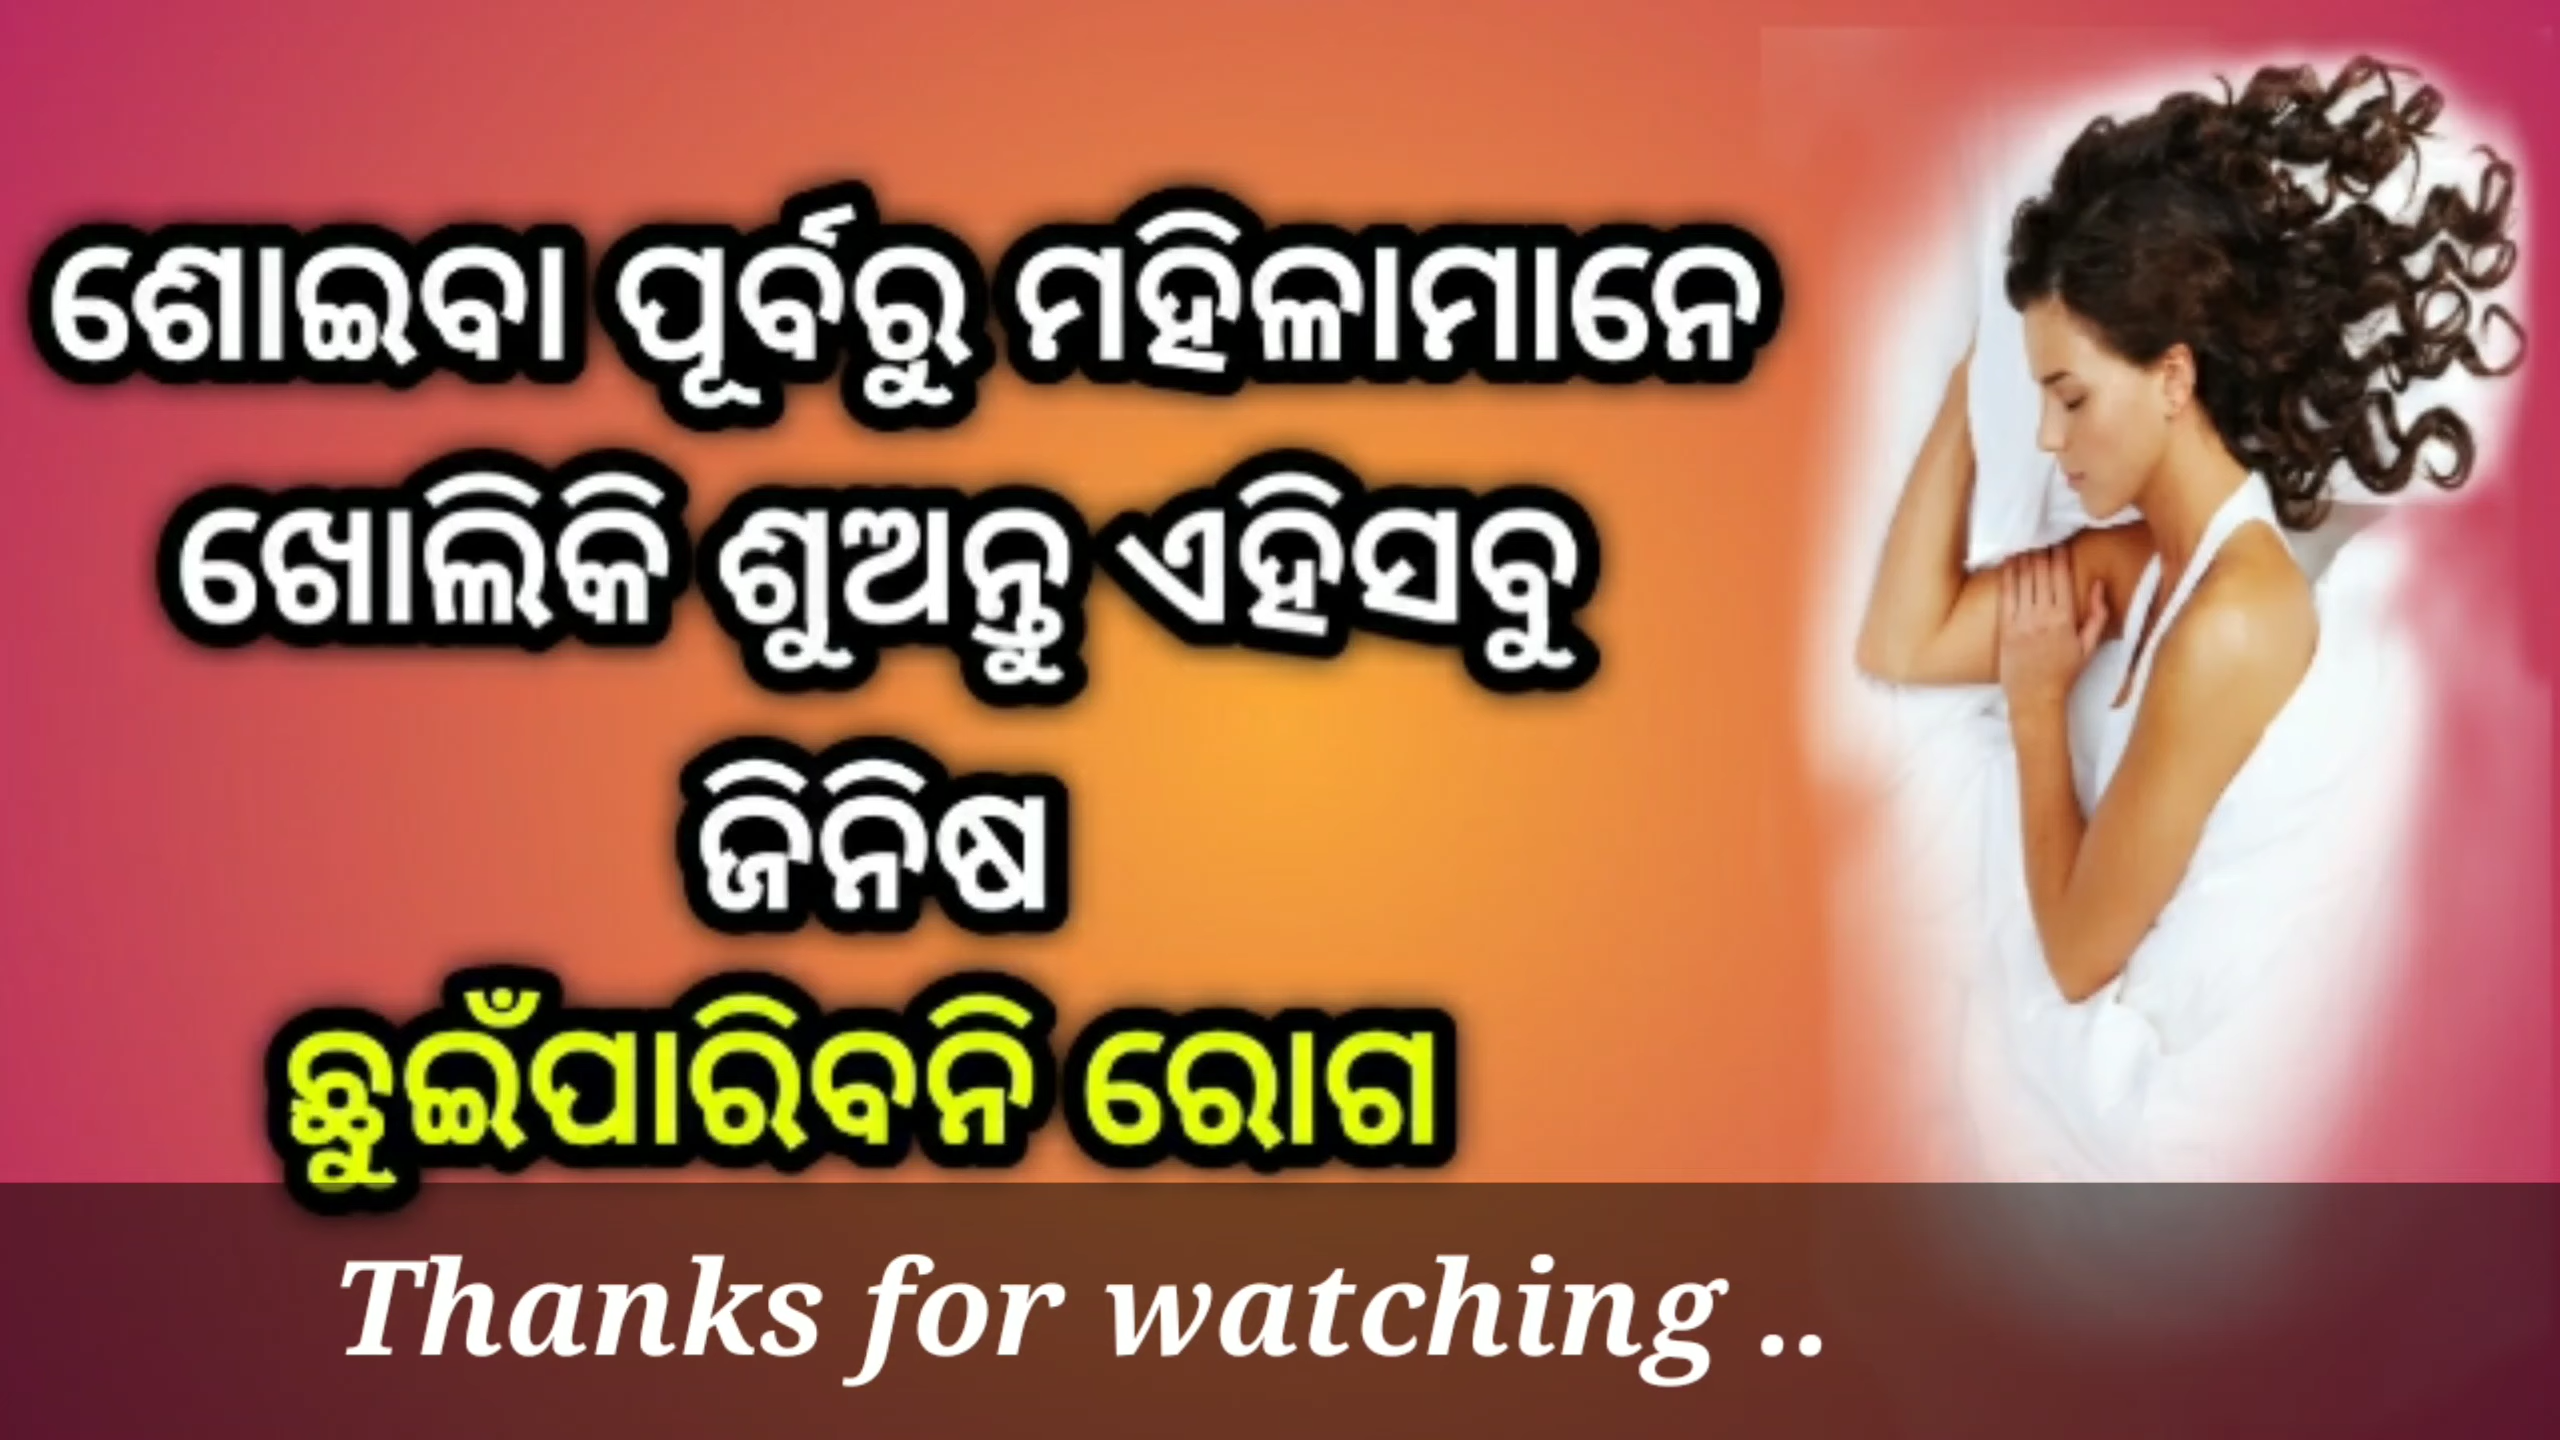 ଶୋଇବା ପୂର୍ବରୁ ମହିଳାମାନେ
ଖୋଲିକି ଶୁଅନ୍ତୁ ଏହିସବୁ
ଜିନିଷ
ଛୁଇଁପାରିବନି ରୋଗ
Thanks for watching ..